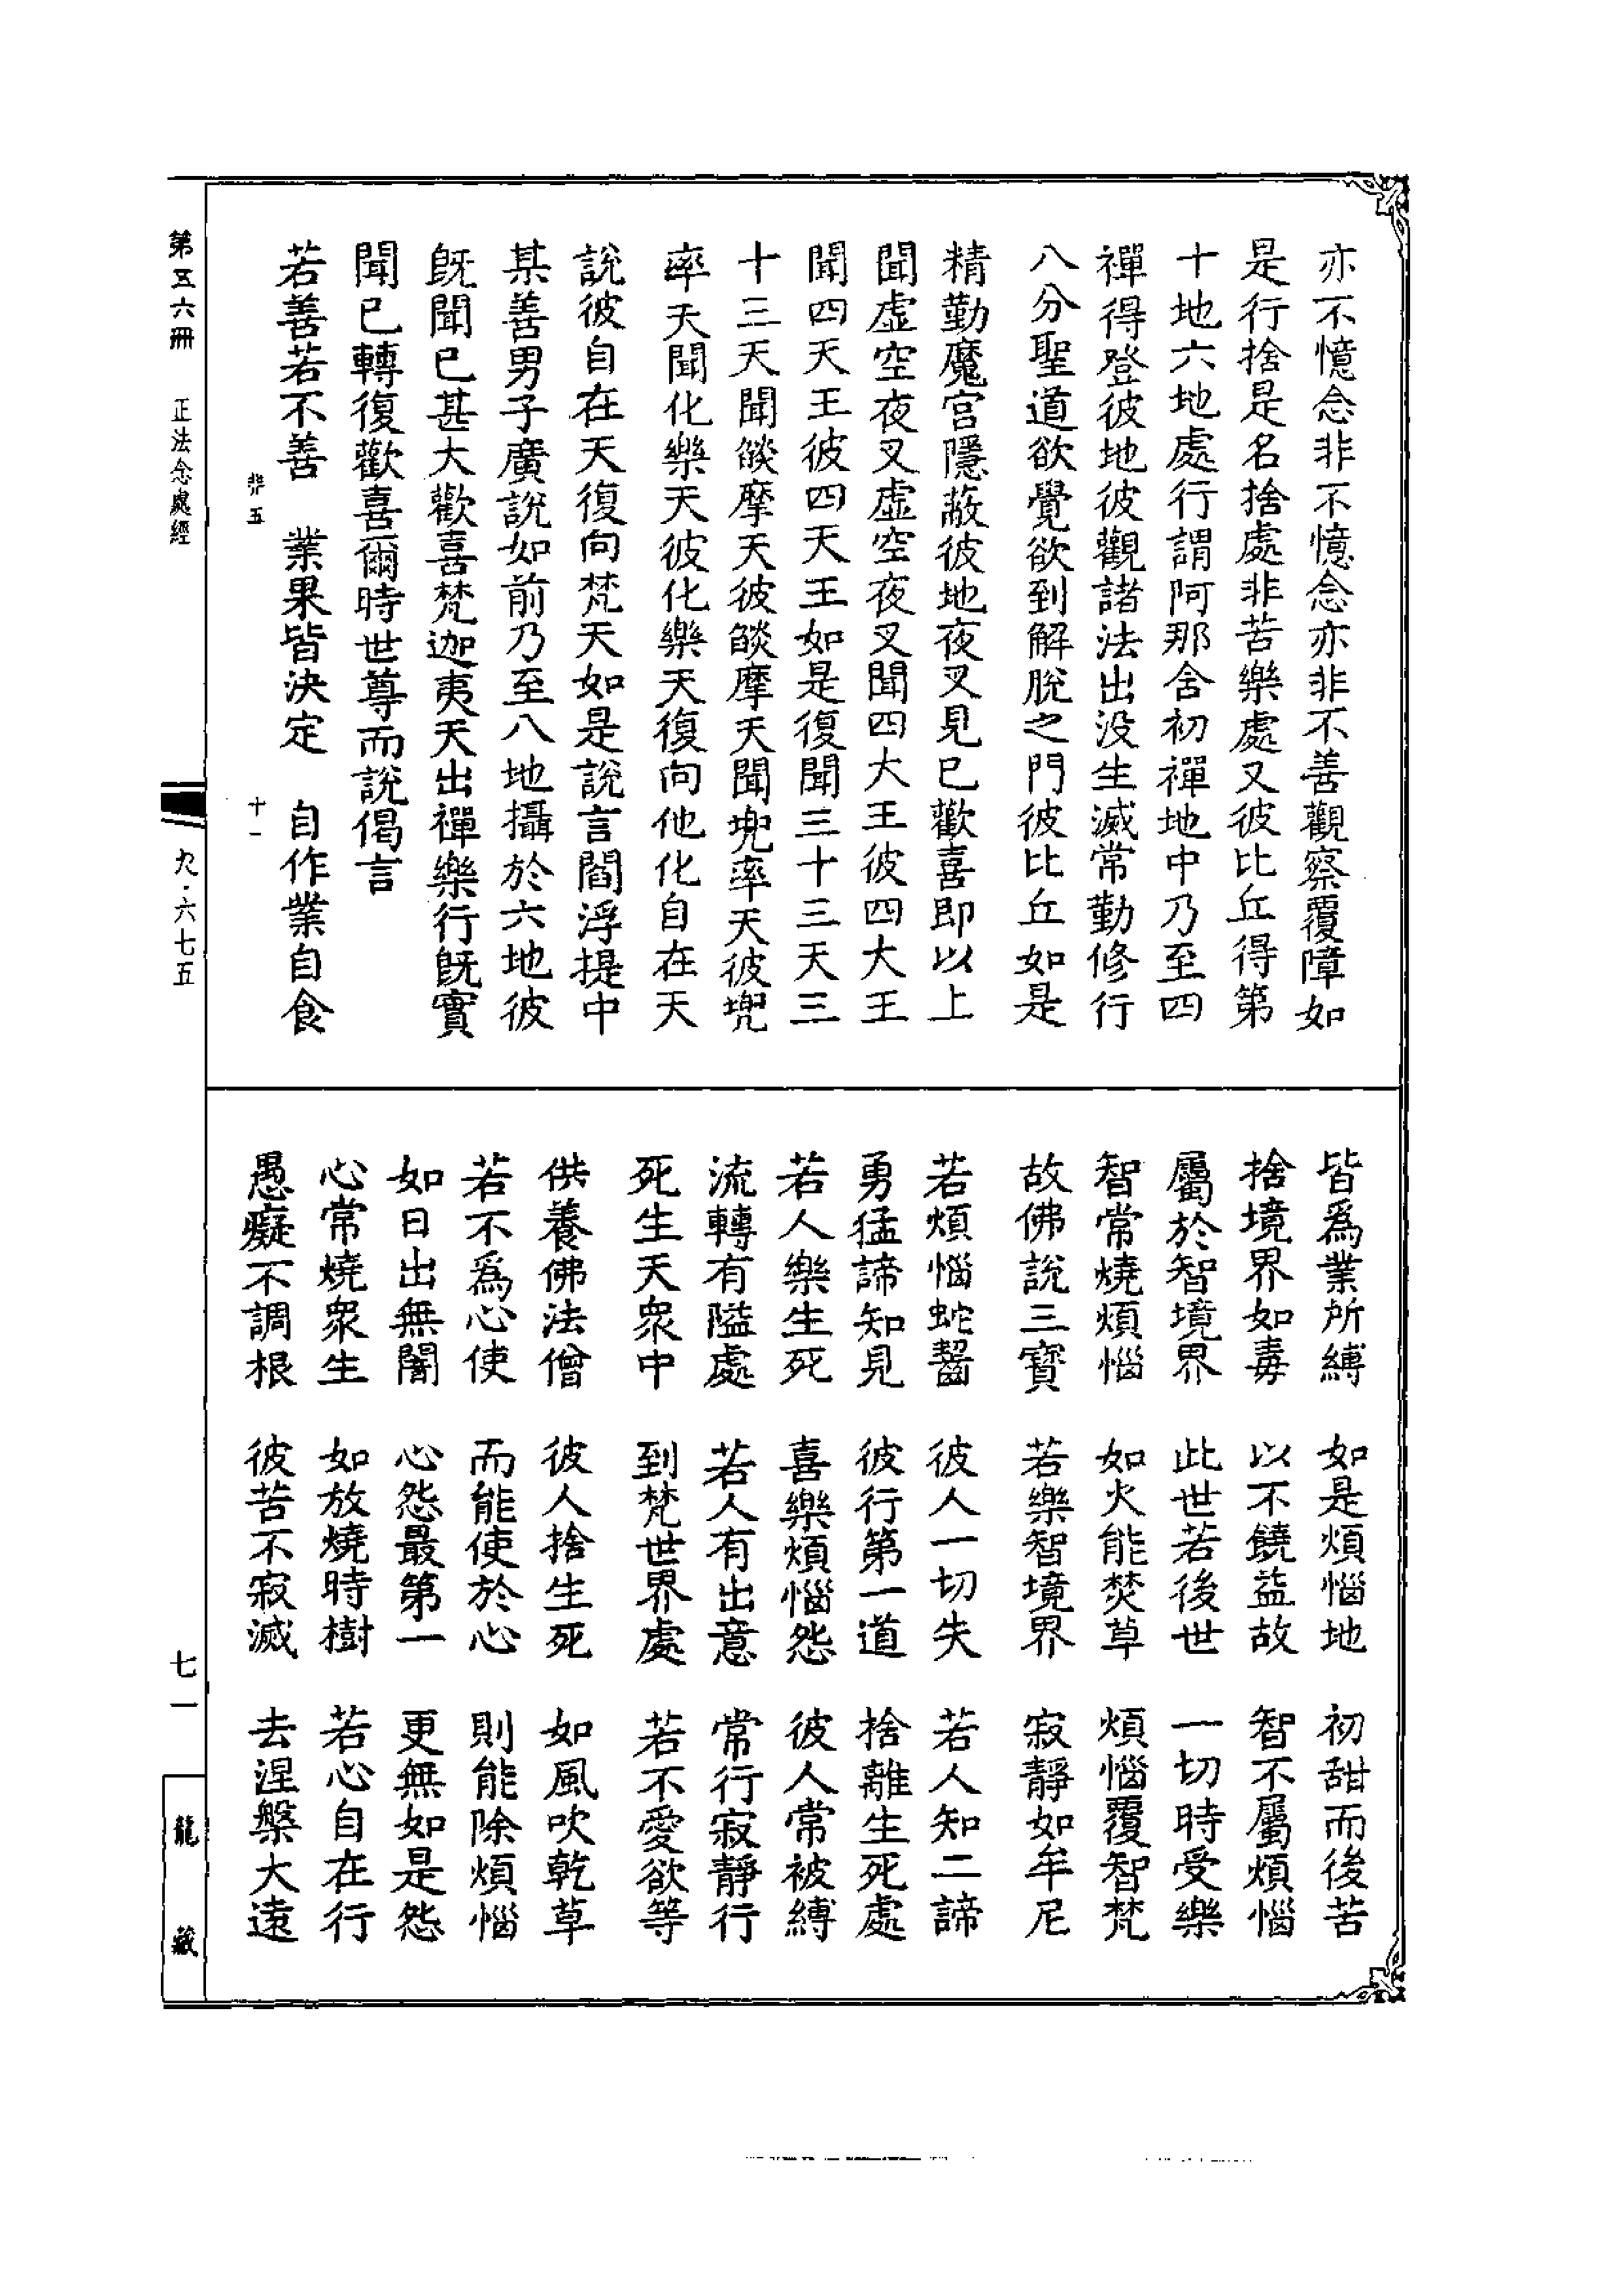 亦不憶念非不憶念亦非不善觀察覆障如
是行捨是名捨處非苦樂處又彼比丘得第
十地六地處行謂阿那含初禪地中乃至四
禪得登彼地彼觀諸法出没生滅常勤修行
八分聖道欲覺欲到解脫之門彼比丘如是
精勤魔宮隱蔽彼地夜叉見已歡喜即以上
聞虛空夜叉虛空夜叉聞四大王彼四大王
聞四天王彼四天王如是復聞三十三天三
十三天聞燄摩天彼燄摩天聞兜率天彼兜
率天聞化樂天彼化樂天復向他化自在天
說彼自在天復向梵天如是說言閻浮提中
某善男子廣說如前乃至八地攝於六地彼
既聞已甚大歡喜梵迦夷天出禪樂行既實
聞已轉復歡喜爾時世尊而說偈言
若善若不善　業果皆決定　自作業自食
皆爲業所縛　如是煩惱地　初甜而後苦
捨境界如毒　以不饒益故　智不屬煩惱
屬於智境界　此世若後世　一切時受樂
智常燒煩惱　如火能焚草　煩惱覆智梵
故佛說三寶　若樂智境界　寂靜如牟尼
若煩惱蛇齧　彼人一切失　若人知二諦
勇猛諦知見　彼行第一道　捨離生死處
若人樂生死　喜樂煩惱怨　彼人常被縛
流轉有隘處　若人有出意　常行寂靜行
死生天衆中　到梵世界處　若不愛欲等
供養佛法僧　彼人捨生死　如風吹乾草
若不爲心使　而能使於心　則能除煩惱
如日出無闇　心怨最第一　更無如是怨
心常燒衆生　如放燒時樹　若心自在行
愚癡不調根　彼苦不寂滅　去涅槃大遠
非五　十一
第五六冊　正法念處經　九·六七五　七一　龍藏